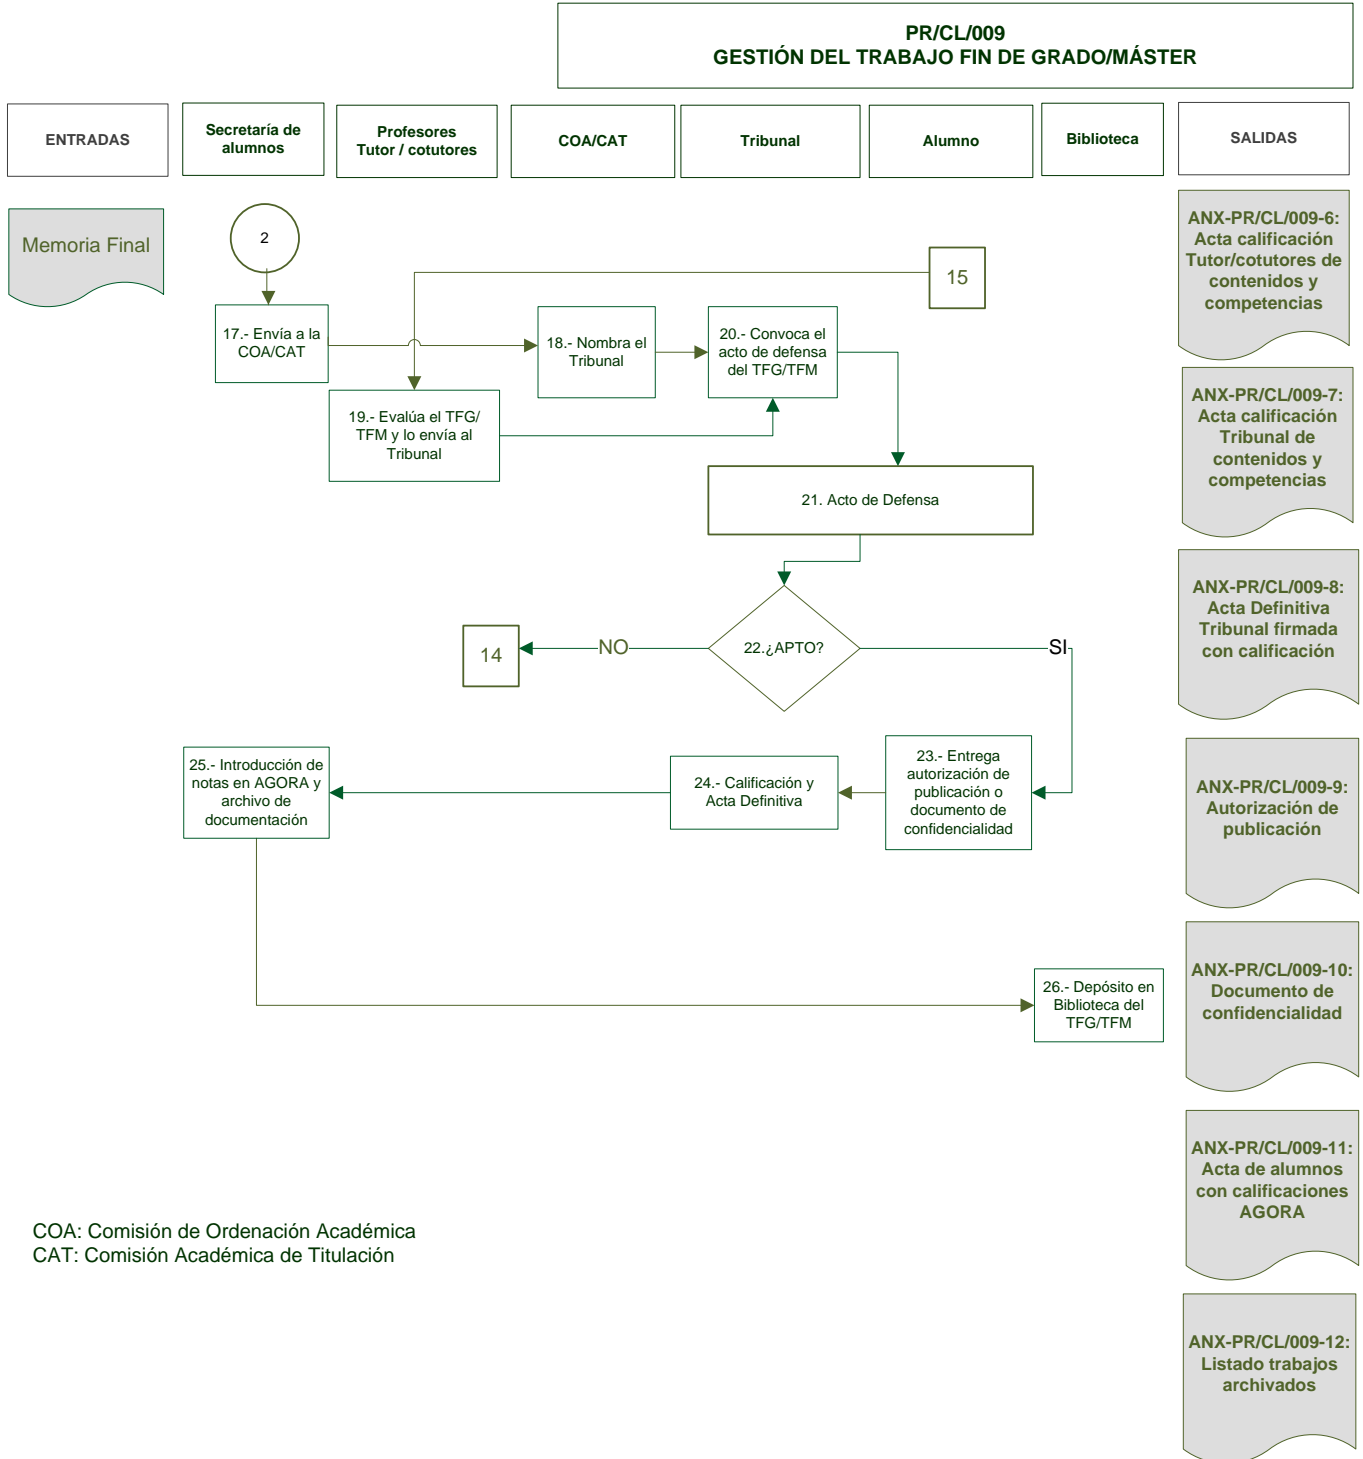 PR/CL/009
GESTIÓN DEL TRABAJO FIN DE GRADO/MÁSTER
ENTRADAS
Secretaría de
alumnos
Profesores
Tutor / cotutores
COA/CAT
Tribunal
Alumno
Biblioteca
SALIDAS
Memoria Final
2
15
17.- Envía a la
COA/CAT
18.- Nombra el
Tribunal
20.- Convoca el
acto de defensa
del TFG/TFM
19.- Evalúa el TFG/
TFM y lo envía al
Tribunal
21. Acto de Defensa
22.¿APTO?
NO
SI
14
23.- Entrega
autorización de
publicación o
documento de
confidencialidad
24.- Calificación y
Acta Definitiva
25.- Introducción de
notas en AGORA y
archivo de
documentación
26.- Depósito en
Biblioteca del
TFG/TFM
ANX-PR/CL/009-6:
Acta calificación
Tutor/cotutores de
contenidos y
competencias
ANX-PR/CL/009-7:
Acta calificación
Tribunal de
contenidos y
competencias
ANX-PR/CL/009-8:
Acta Definitiva
Tribunal firmada
con calificación
ANX-PR/CL/009-9:
Autorización de
publicación
ANX-PR/CL/009-10:
Documento de
confidencialidad
ANX-PR/CL/009-11:
Acta de alumnos
con calificaciones
AGORA
ANX-PR/CL/009-12:
Listado trabajos
archivados
COA: Comisión de Ordenación Académica
CAT: Comisión Académica de Titulación